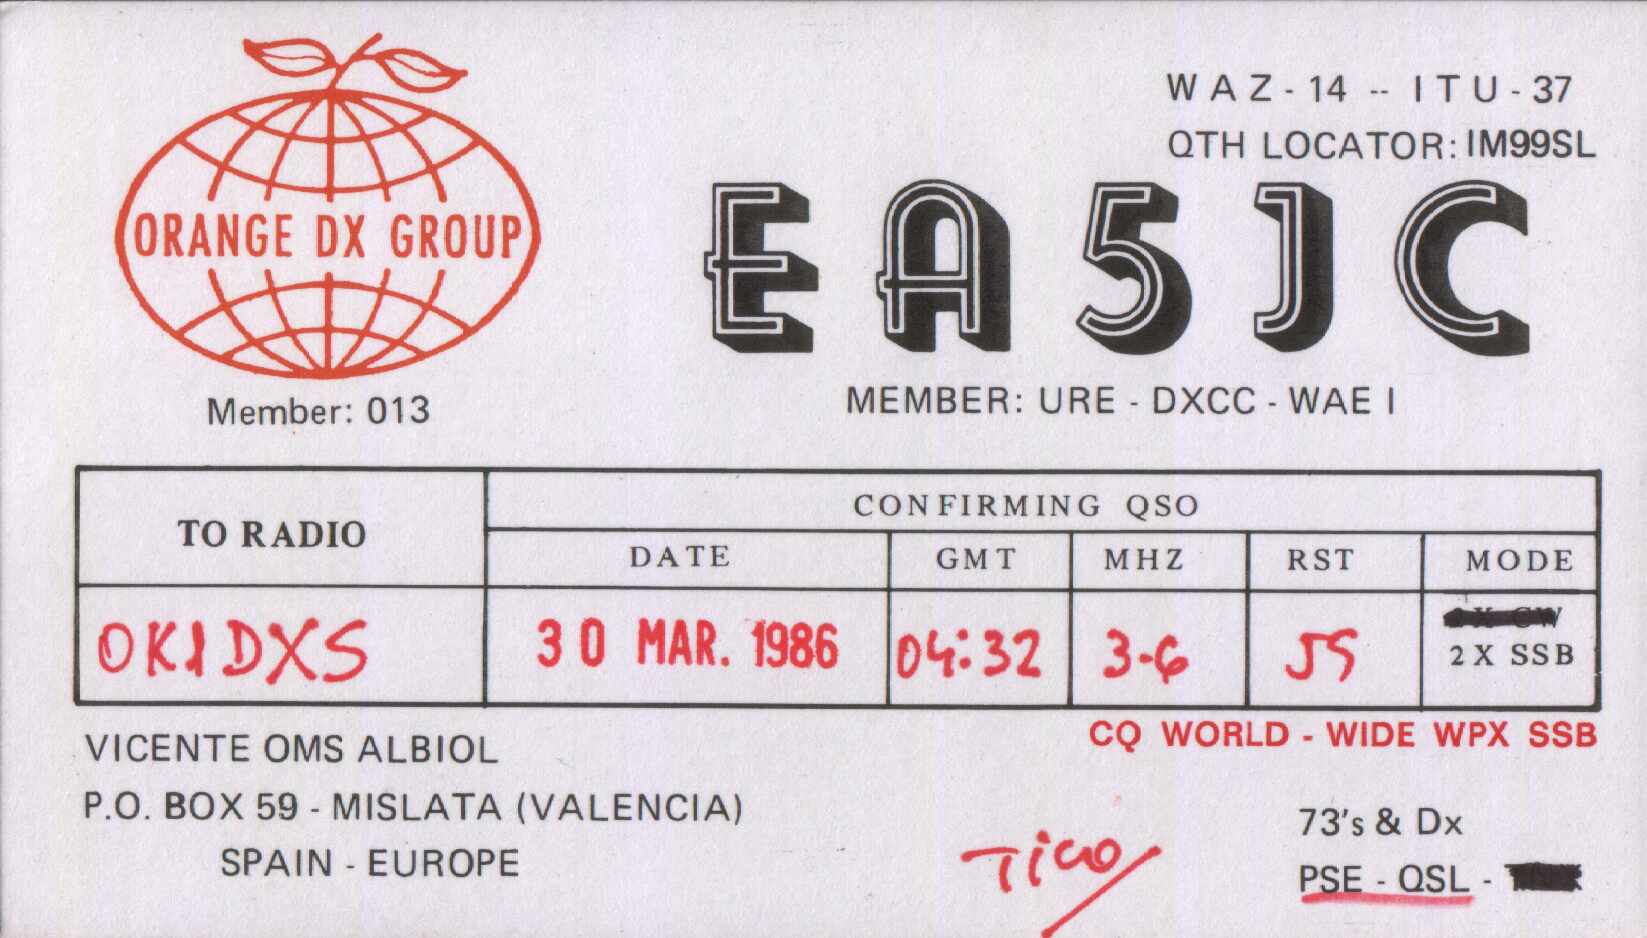 WAZ-14 -- ITU-37
QTH LOCATOR: IM99SL
ORANGE DX GROUP
EA5JC
Member: 013
MEMBER: URE - DXCC - WAE I
TO RADIO
CONFIRMING QSO
DATE GMT MHZ RST MODE
OK1DXS 30 MAR. 1986 04:32 3-6 59 2 X SSB
CQ WORLD - WIDE WPX SSB
VICENTE OMS ALBIOL
P.O. BOX 59 - MISLATA (VALENCIA)
SPAIN - EUROPE
Tico
73's & Dx
PSE - QSL -